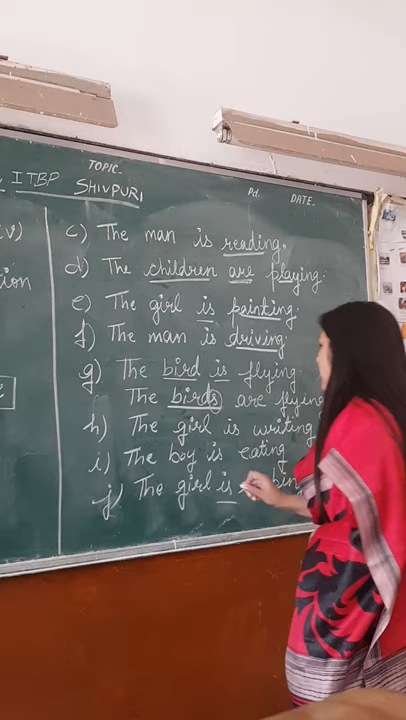 TOPIC-
Pd.
DATE-
ITBP SHIVPURI
v)
c) The man is reading.
d) The children are playing.
tion
e) The girl is painting.
f) The man is driving.
g) The bird is flying.
The birds are flying
h) The girl is writing
i) The boy is eating
j) The girl is